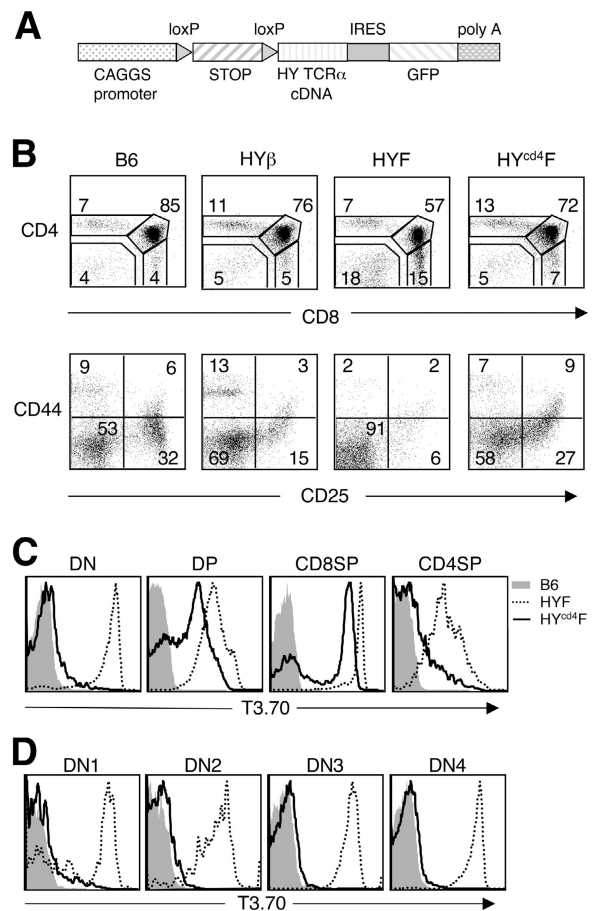 A
loxP loxP IRES poly A
CAGGS promoter STOP HY TCRα cDNA GFP
B
B6 HYβ HYF HYcd4F
CD4
7 85 11 76 7 57 13 72
4 4 5 5 18 15 5 7
CD8
CD44
9 6 13 3 2 2 7 9
53 32 69 15 91 6 58 27
CD25
C
DN DP CD8SP CD4SP
B6
HYF
HYcd4F
T3.70
D
DN1 DN2 DN3 DN4
T3.70